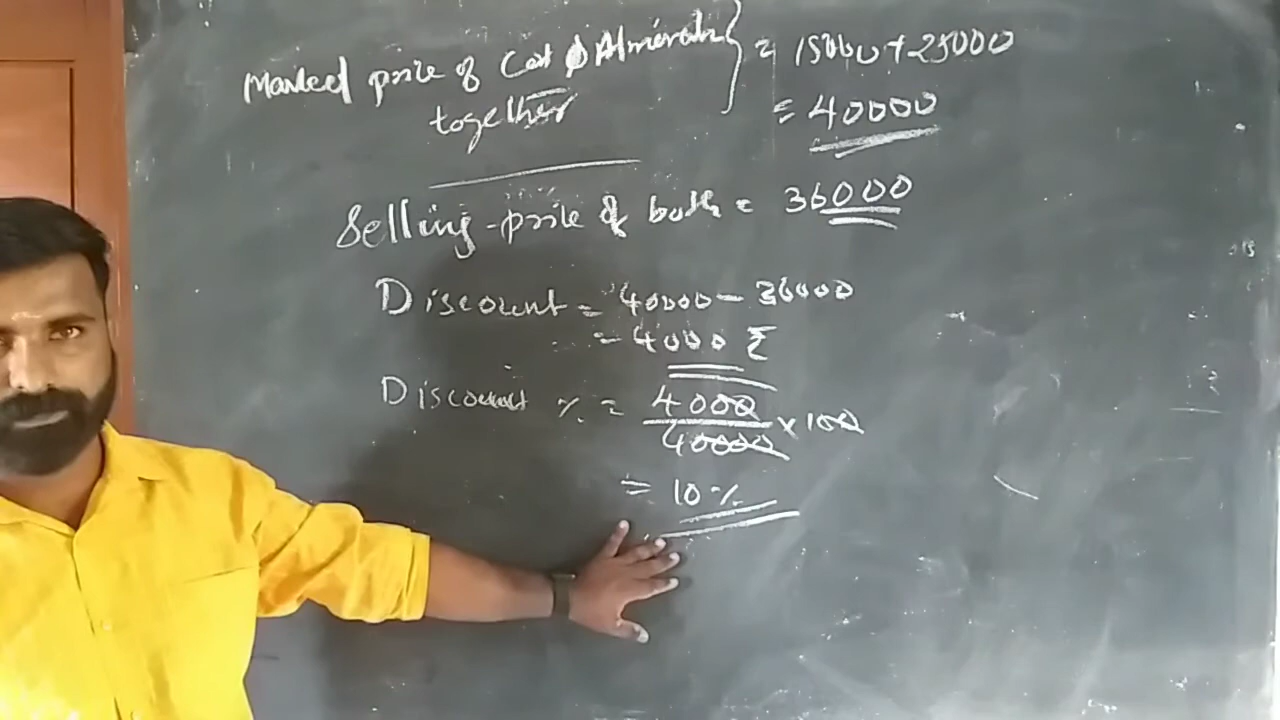 Marked price of Cot & Almirah } = 15000 + 25000
together = 40000
Selling-price of both = 36000
Discount = 40000 - 36000
= 4000 ₹
Discount % = 4000/40000 x 100
= 10%